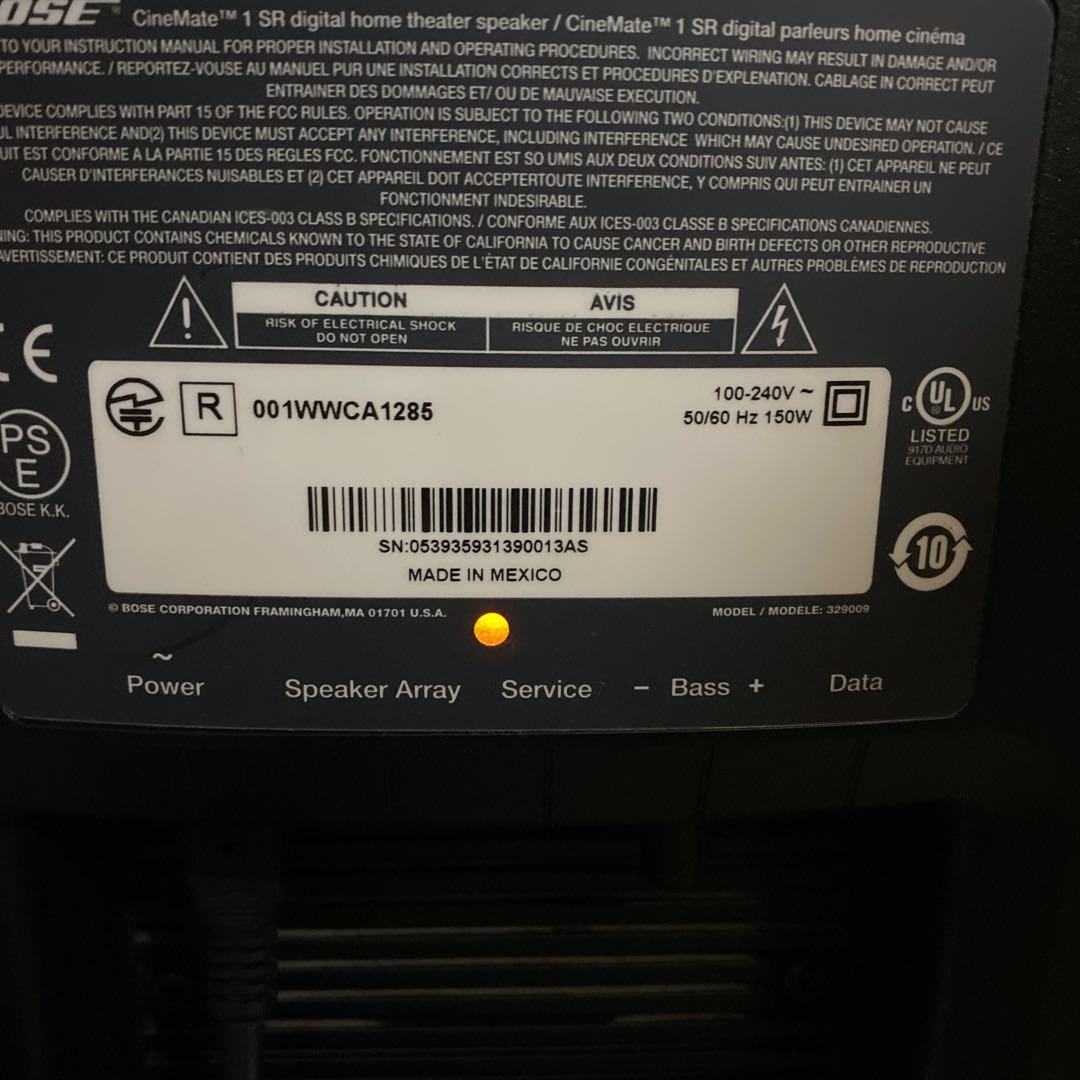 BOSE CineMate™ 1 SR digital home theater speaker / CineMate™ 1 SR digital parleurs home cinéma
TO YOUR INSTRUCTION MANUAL FOR PROPER INSTALLATION AND OPERATING PROCEDURES. INCORRECT WIRING MAY RESULT IN DAMAGE AND/OR
PERFORMANCE. / REPORTEZ-VOUSE AU MANUEL PUR UNE INSTALLATION CORRECTS ET PROCEDURES D'EXPLENATION. CABLAGE IN CORRECT PEUT
ENTRAINER DES DOMMAGES ET/ OU DE MAUVAISE EXECUTION.
DEVICE COMPLIES WITH PART 15 OF THE FCC RULES. OPERATION IS SUBJECT TO THE FOLLOWING TWO CONDITIONS:(1) THIS DEVICE MAY NOT CAUSE
UL INTERFERENCE AND(2) THIS DEVICE MUST ACCEPT ANY INTERFERENCE, INCLUDING INTERFERENCE WHICH MAY CAUSE UNDESIRED OPERATION. / CE
UIT EST CONFORME A LA PARTIE 15 DES REGLES FCC. FONCTIONNEMENT EST SO UMIS AUX DEUX CONDITIONS SUIV ANTES: (1) CET APPAREIL NE PEUT
CAUSER D'INTERFERANCES NUISABLES ET (2) CET APPAREIL DOIT ACCEPTERTOUTE INTERFERENCE, Y COMPRIS QUI PEUT ENTRAINER UN
FONCTIONMENT INDESIRABLE.
COMPLIES WITH THE CANADIAN ICES-003 CLASS B SPECIFICATIONS. / CONFORME AUX ICES-003 CLASSE B SPECIFICATIONS CANADIENNES.
NING: THIS PRODUCT CONTAINS CHEMICALS KNOWN TO THE STATE OF CALIFORNIA TO CAUSE CANCER AND BIRTH DEFECTS OR OTHER REPRODUCTIVE
AVERTISSEMENT: CE PRODUIT CONTIENT DES PRODUITS CHIMIQUES DE L'ÉTAT DE CALIFORNIE CONGÉNITALES ET AUTRES PROBLÈMES DE REPRODUCTION
CAUTION AVIS
RISK OF ELECTRICAL SHOCK
DO NOT OPEN
RISQUE DE CHOC ELECTRIQUE
NE PAS OUVRIR
CE
R 001WWCA1285
100-240V ~
50/60 Hz 150W
C UL US
®
LISTED
917D AUDIO
EQUIPMENT
PS
E
BOSE K.K.
SN:053935931390013AS
MADE IN MEXICO
10
© BOSE CORPORATION FRAMINGHAM,MA 01701 U.S.A.
MODEL / MODÈLE: 329009
~
Power Speaker Array Service − Bass + Data